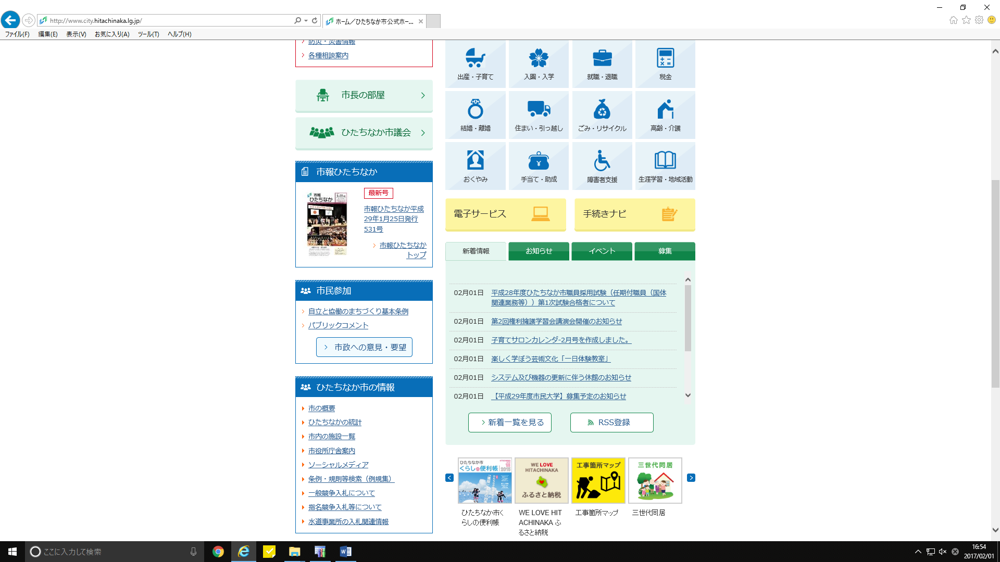 http://www.city.hitachinaka.lg.jp/
ホーム／ひたちなか市公式ホー...
ファイル(F) 編集(E) 表示(V) お気に入り(A) ツール(T) ヘルプ(H)
防災・災害情報
各種相談案内
市長の部屋
ひたちなか市議会
市報ひたちなか
市報
ひたちなか
最新号
市報ひたちなか平成
29年1月25日発行
531号
市報ひたちなか
トップ
市民参加
自立と協働のまちづくり基本条例
パブリックコメント
市政への意見・要望
ひたちなか市の情報
市の概要
ひたちなかの統計
市内の施設一覧
市役所庁舎案内
ソーシャルメディア
条例・規則等検索（例規集）
一般競争入札について
指名競争入札等について
水道事業所の入札関連情報
出産・子育て 入園・入学 就職・退職 税金
結婚・離婚 住まい・引っ越し ごみ・リサイクル 高齢・介護
おくやみ 手当て・助成 障害者支援 生涯学習・地域活動
電子サービス 手続きナビ
新着情報 お知らせ イベント 募集
02月01日 平成28年度ひたちなか市職員採用試験（任期付職員（国体
関連業務等））第1次試験合格者について
02月01日 第2回権利擁護学習会講演会開催のお知らせ
02月01日 子育てサロンカレンダ-2月号を作成しました。
02月01日 楽しく学ぼう芸術文化「一日体験教室」
02月01日 システム及び機器の更新に伴う休館のお知らせ
02月01日 【平成29年度市民大学】募集予定のお知らせ
新着一覧を見る RSS登録
ひたちなか市
くらしの便利帳
2015
WE LOVE
HITACHINAKA
ふるさと納税
工事箇所マップ
三世代同居
ひたちなか市く
らしの便利帳
WE LOVE HIT
ACHINAKA ふ
るさと納税
工事箇所マップ
三世代同居
ここに入力して検索
16:54
2017/02/01